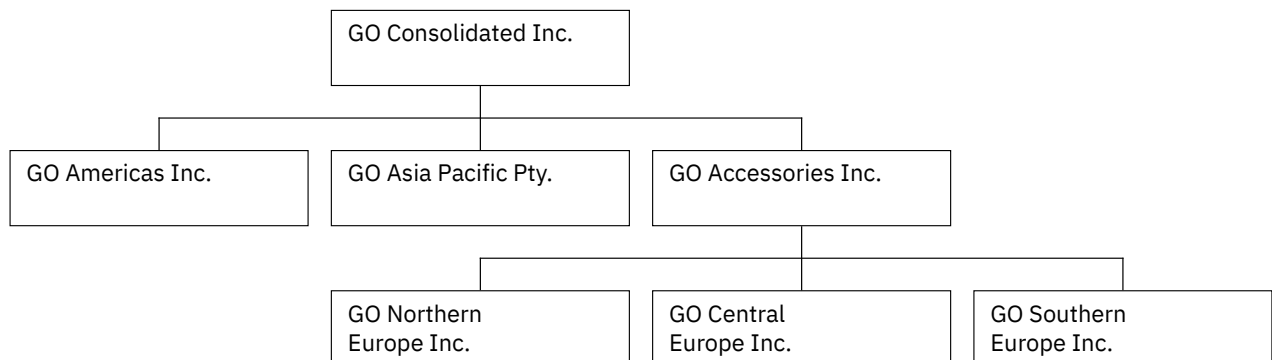 GO Consolidated Inc.
GO Americas Inc.
GO Asia Pacific Pty.
GO Accessories Inc.
GO Northern
Europe Inc.
GO Central
Europe Inc.
GO Southern
Europe Inc.